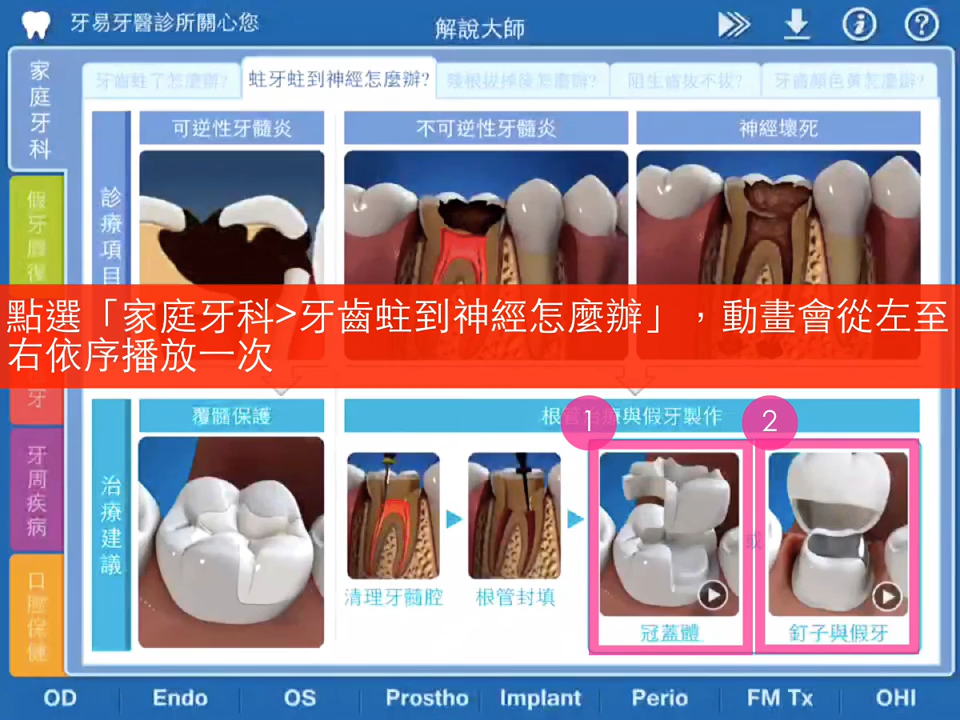 牙易牙醫診所關心您
解說大師
牙齒蛀了怎麼辦?
蛀牙蛀到神經怎麼辦?
殘根拔掉後怎麼辦?
阻生齒拔不拔?
牙齒顏色黃怎麼辦?
家庭牙科
假牙贗復
牙
牙周疾病
口腔保健
診療項目
可逆性牙髓炎
不可逆性牙髓炎
神經壞死
點選「家庭牙科>牙齒蛀到神經怎麼辦」，動畫會從左至
右依序播放一次
治療建議
覆髓保護
根管治療與假牙製作
1
2
清理牙髓腔
根管封填
或
冠蓋體
釘子與假牙
OD
Endo
OS
Prostho
Implant
Perio
FM Tx
OHI